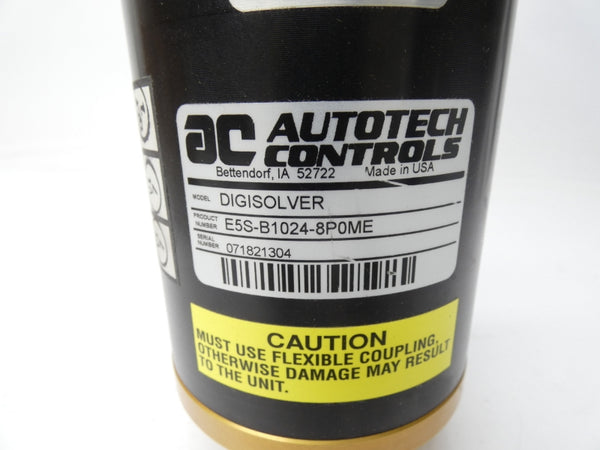 ac AUTOTECH
CONTROLS
Bettendorf, IA 52722 Made in USA
MODEL DIGISOLVER
PRODUCT NUMBER E5S-B1024-8P0ME
SERIAL NUMBER 071821304
CAUTION
MUST USE FLEXIBLE COUPLING,
OTHERWISE DAMAGE MAY RESULT
TO THE UNIT.